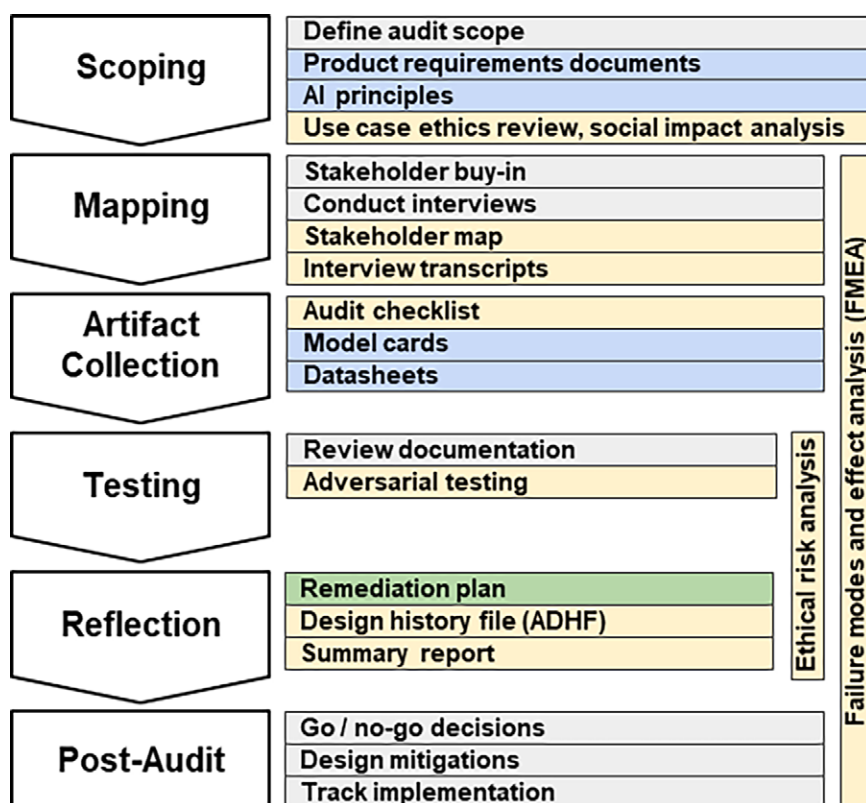 Scoping
Define audit scope
Product requirements documents
AI principles
Use case ethics review, social impact analysis
Mapping
Stakeholder buy-in
Conduct interviews
Stakeholder map
Interview transcripts
Artifact
Collection
Audit checklist
Model cards
Datasheets
Testing
Review documentation
Adversarial testing
Reflection
Remediation plan
Design history file (ADHF)
Summary report
Post-Audit
Go / no-go decisions
Design mitigations
Track implementation
Ethical risk analysis
Failure modes and effect analysis (FMEA)